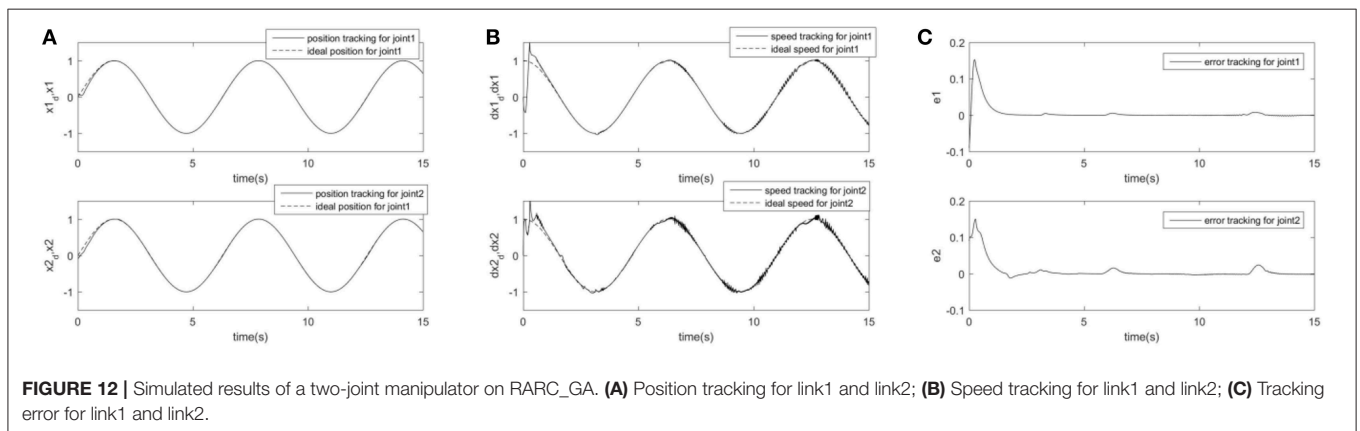 A
position tracking for joint1
ideal position for joint1
x1_d,x1
1
0
-1
0
5
10
15
time(s)
position tracking for joint2
ideal position for joint1
x2_d,x2
1
0
-1
0
5
10
15
time(s)
B
speed tracking for joint1
ideal speed for joint1
dx1_d,dx1
1
0
-1
0
5
10
15
time(s)
speed tracking for joint2
ideal speed for joint2
dx2_d,dx2
1
0
-1
0
5
10
15
time(s)
C
error tracking for joint1
e1
0.2
0.1
0
-0.1
0
5
10
15
time(s)
error tracking for joint2
e2
0.2
0.1
0
-0.1
0
5
10
15
time(s)
FIGURE 12 | Simulated results of a two-joint manipulator on RARC_GA. (A) Position tracking for link1 and link2; (B) Speed tracking for link1 and link2; (C) Tracking
error for link1 and link2.